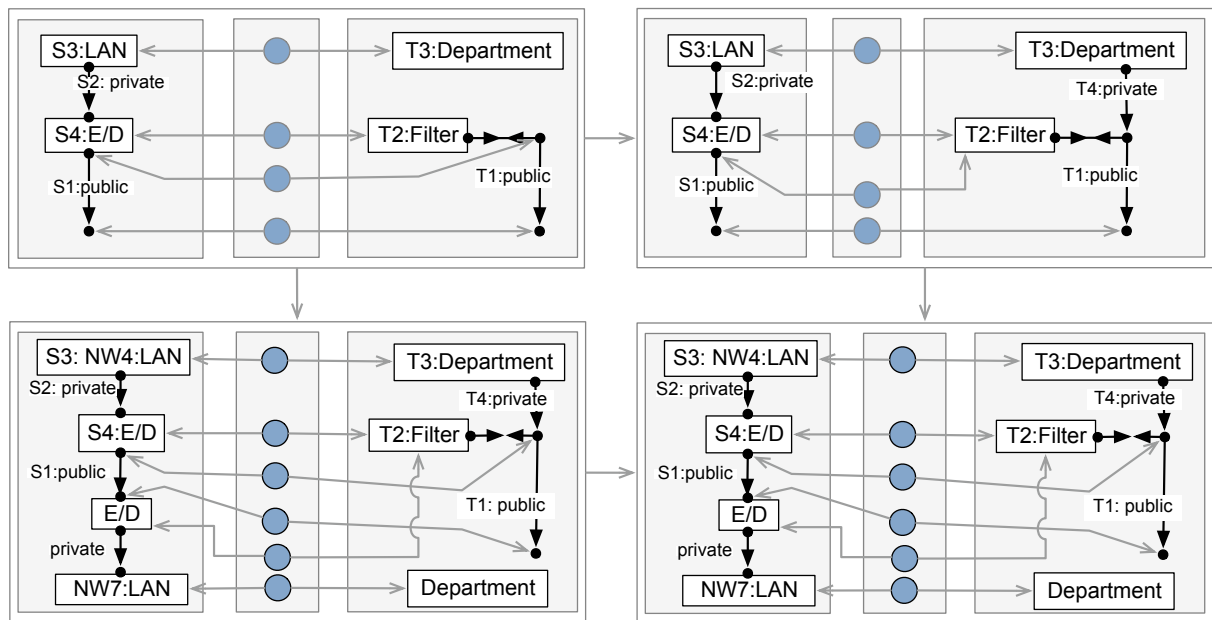 S3:LAN
T3:Department
S2: private
S4:E/D
T2:Filter
S1:public
T1:public
S3:LAN
T3:Department
S2:private
T4:private
S4:E/D
T2:Filter
S1:public
T1:public
S3: NW4:LAN
T3:Department
S2: private
T4:private
S4:E/D
T2:Filter
S1:public
T1: public
E/D
private
NW7:LAN
Department
S3: NW4:LAN
T3:Department
S2: private
T4:private
S4:E/D
T2:Filter
S1:public
T1: public
E/D
private
NW7:LAN
Department